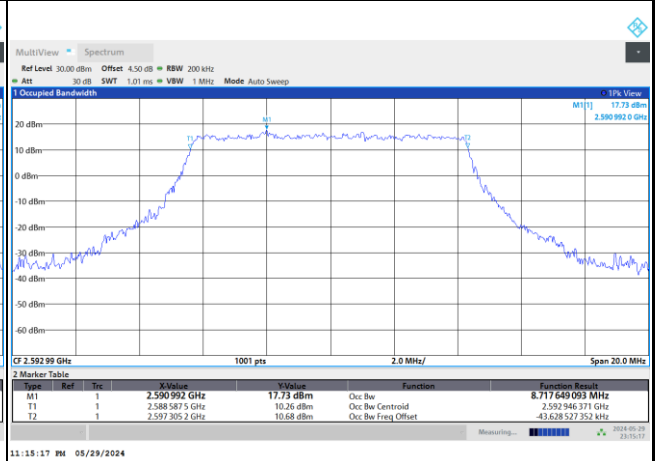 MultiView Spectrum
Ref Level 30.00 dBm Offset 4.50 dB RBW 200 kHz
Att 30 dB SWT 1.01 ms VBW 1 MHz Mode Auto Sweep
1 Occupied Bandwidth 1Pk View
M1[1] 17.73 dBm
2.590 992 0 GHz
M1
20 dBm
T1 T2
10 dBm
0 dBm
-10 dBm
-20 dBm
-30 dBm
-40 dBm
-50 dBm
-60 dBm
CF 2.592 99 GHz 1001 pts 2.0 MHz/ Span 20.0 MHz
2 Marker Table
Type Ref Trc X-Value Y-Value Function Function Result
M1 1 2.590 992 GHz 17.73 dBm Occ Bw 8.717 649 093 MHz
T1 1 2.588 587 5 GHz 10.26 dBm Occ Bw Centroid 2.592 946 371 GHz
T2 1 2.597 305 2 GHz 10.68 dBm Occ Bw Freq Offset -43.628 527 352 kHz
Measuring... 2024-05-29
23:15:17
11:15:17 PM 05/29/2024